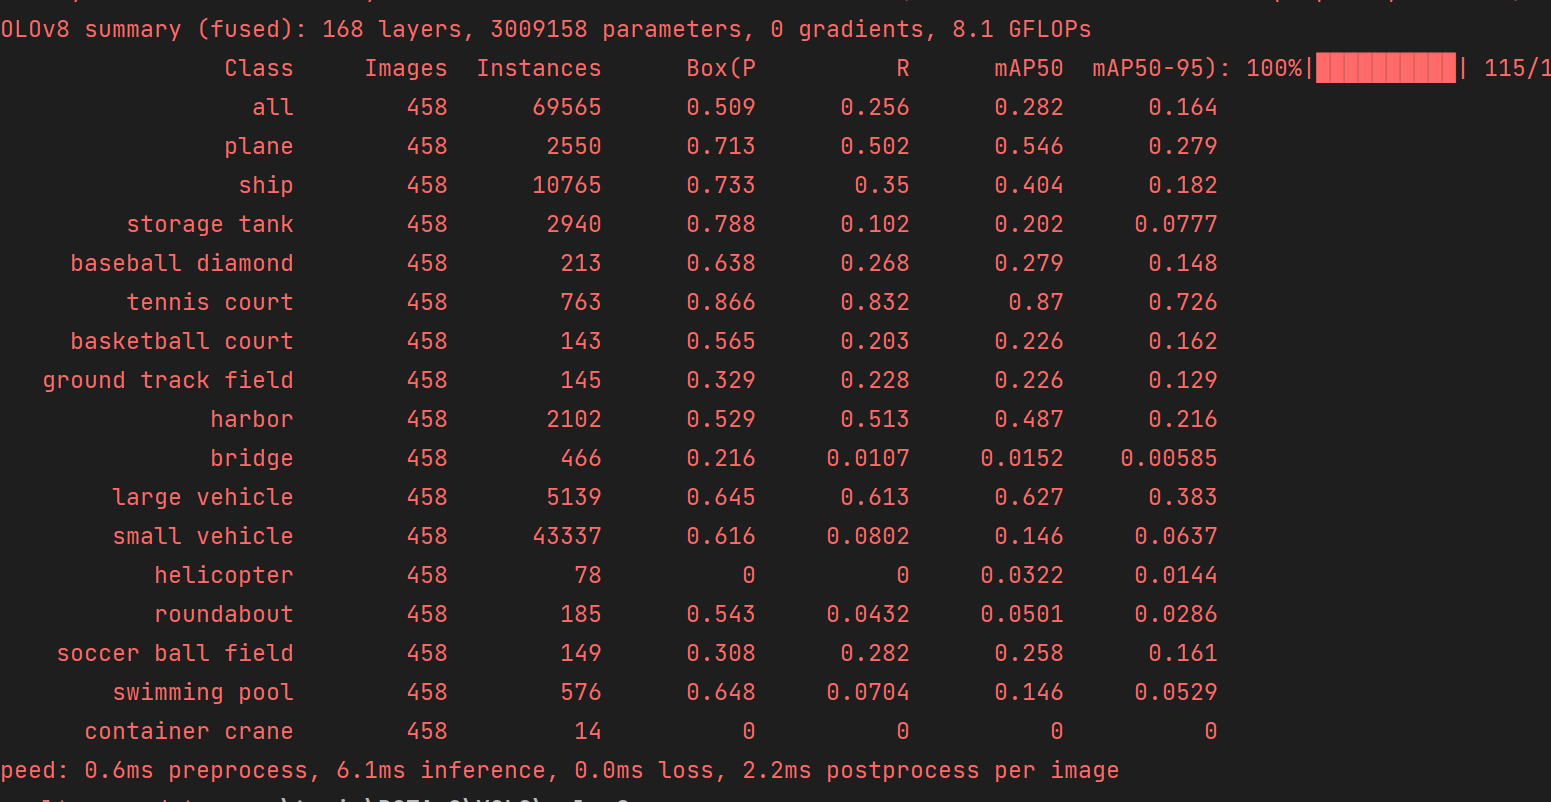 OLOv8 summary (fused): 168 layers, 3009158 parameters, 0 gradients, 8.1 GFLOPs
Class Images Instances Box(P R mAP50 mAP50-95): 100%|██████████| 115/1
all 458 69565 0.509 0.256 0.282 0.164
plane 458 2550 0.713 0.502 0.546 0.279
ship 458 10765 0.733 0.35 0.404 0.182
storage tank 458 2940 0.788 0.102 0.202 0.0777
baseball diamond 458 213 0.638 0.268 0.279 0.148
tennis court 458 763 0.866 0.832 0.87 0.726
basketball court 458 143 0.565 0.203 0.226 0.162
ground track field 458 145 0.329 0.228 0.226 0.129
harbor 458 2102 0.529 0.513 0.487 0.216
bridge 458 466 0.216 0.0107 0.0152 0.00585
large vehicle 458 5139 0.645 0.613 0.627 0.383
small vehicle 458 43337 0.616 0.0802 0.146 0.0637
helicopter 458 78 0 0 0.0322 0.0144
roundabout 458 185 0.543 0.0432 0.0501 0.0286
soccer ball field 458 149 0.308 0.282 0.258 0.161
swimming pool 458 576 0.648 0.0704 0.146 0.0529
container crane 458 14 0 0 0 0
peed: 0.6ms preprocess, 6.1ms inference, 0.0ms loss, 2.2ms postprocess per image